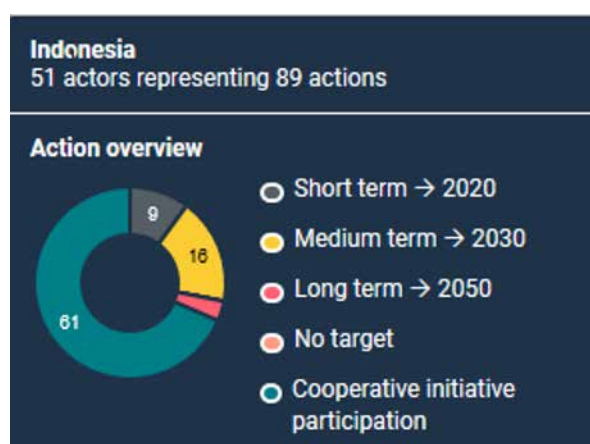 Indonesia
51 actors representing 89 actions
Action overview
Short term → 2020
Medium term → 2030
Long term → 2050
No target
Cooperative initiative
participation
9
16
61